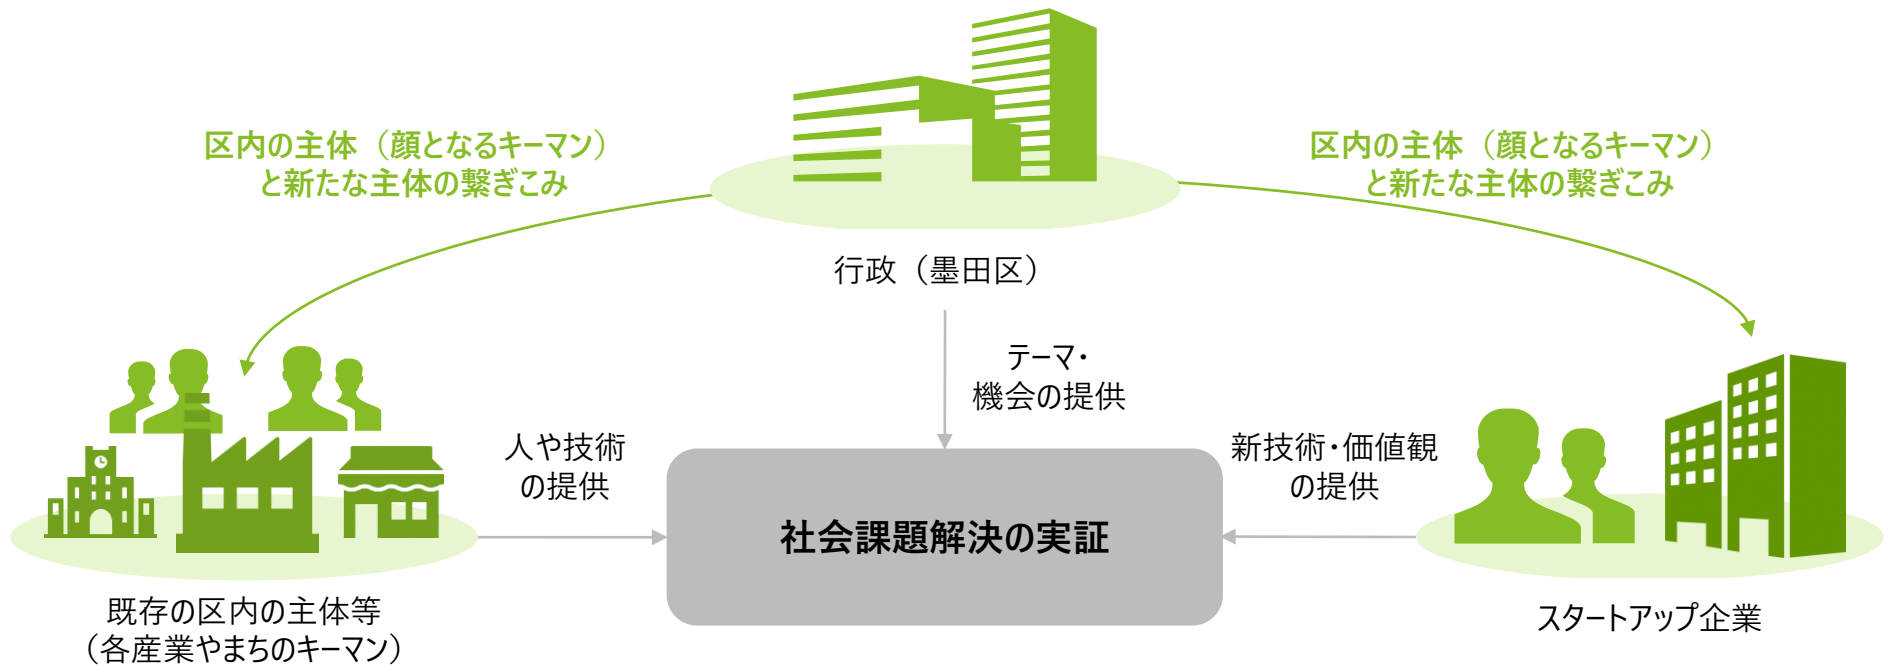 区内の主体（顔となるキーマン）
と新たな主体の繋ぎこみ
区内の主体（顔となるキーマン）
と新たな主体の繋ぎこみ
行政（墨田区）
テーマ・
機会の提供
人や技術
の提供
新技術・価値観
の提供
社会課題解決の実証
既存の区内の主体等
（各産業やまちのキーマン）
スタートアップ企業